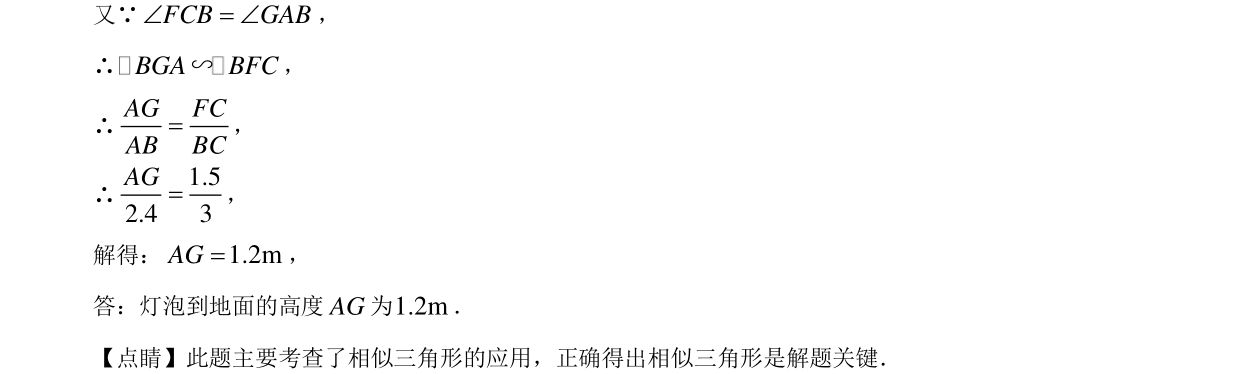 又∵ ∠FCB = ∠GAB，
∴ □BGA ∽ □BFC，
∴ AG/AB = FC/BC，
∴ AG/2.4 = 1.5/3，
解得： AG = 1.2m，
答：灯泡到地面的高度 AG 为1.2m．
【点睛】此题主要考查了相似三角形的应用，正确得出相似三角形是解题关键．